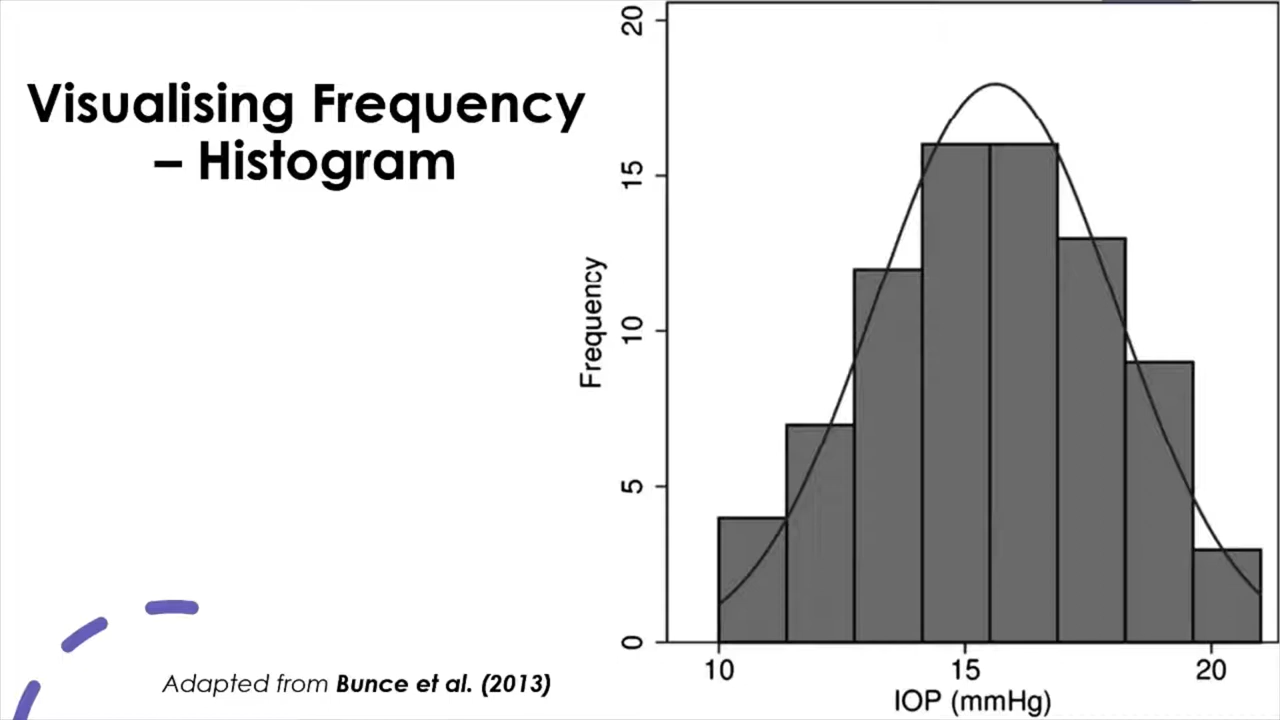 Visualising Frequency
– Histogram
Adapted from Bunce et al. (2013)
Frequency
20
15
10
5
0
10 15 20
IOP (mmHg)